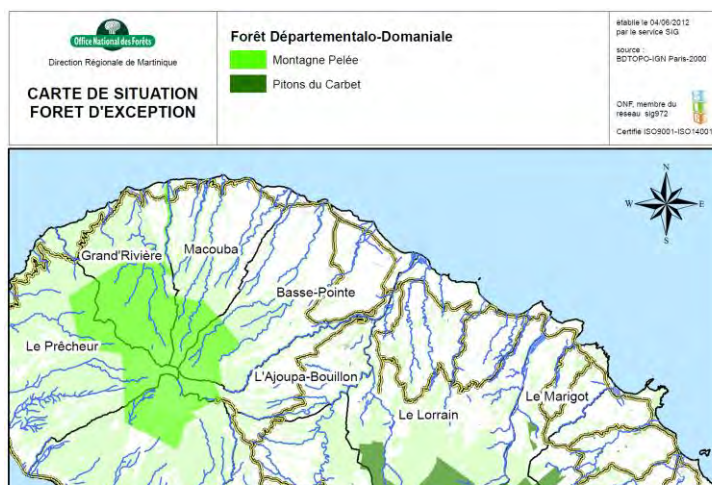 Office National des Forêts
Direction Régionale de Martinique
CARTE DE SITUATION
FORET D'EXCEPTION
Forêt Départementalo-Domaniale
Montagne Pelée
Pitons du Carbet
établie le 04/06/2012
par le service SIG
source :
BDTOPO-IGN Paris-2000
ONF, membre du
reseau sig972
Certifié ISO9001-ISO14001
N
W
E
S
Grand'Rivière
Macouba
Basse-Pointe
Le Prêcheur
L'Ajoupa-Bouillon
Le Lorrain
Le Marigot